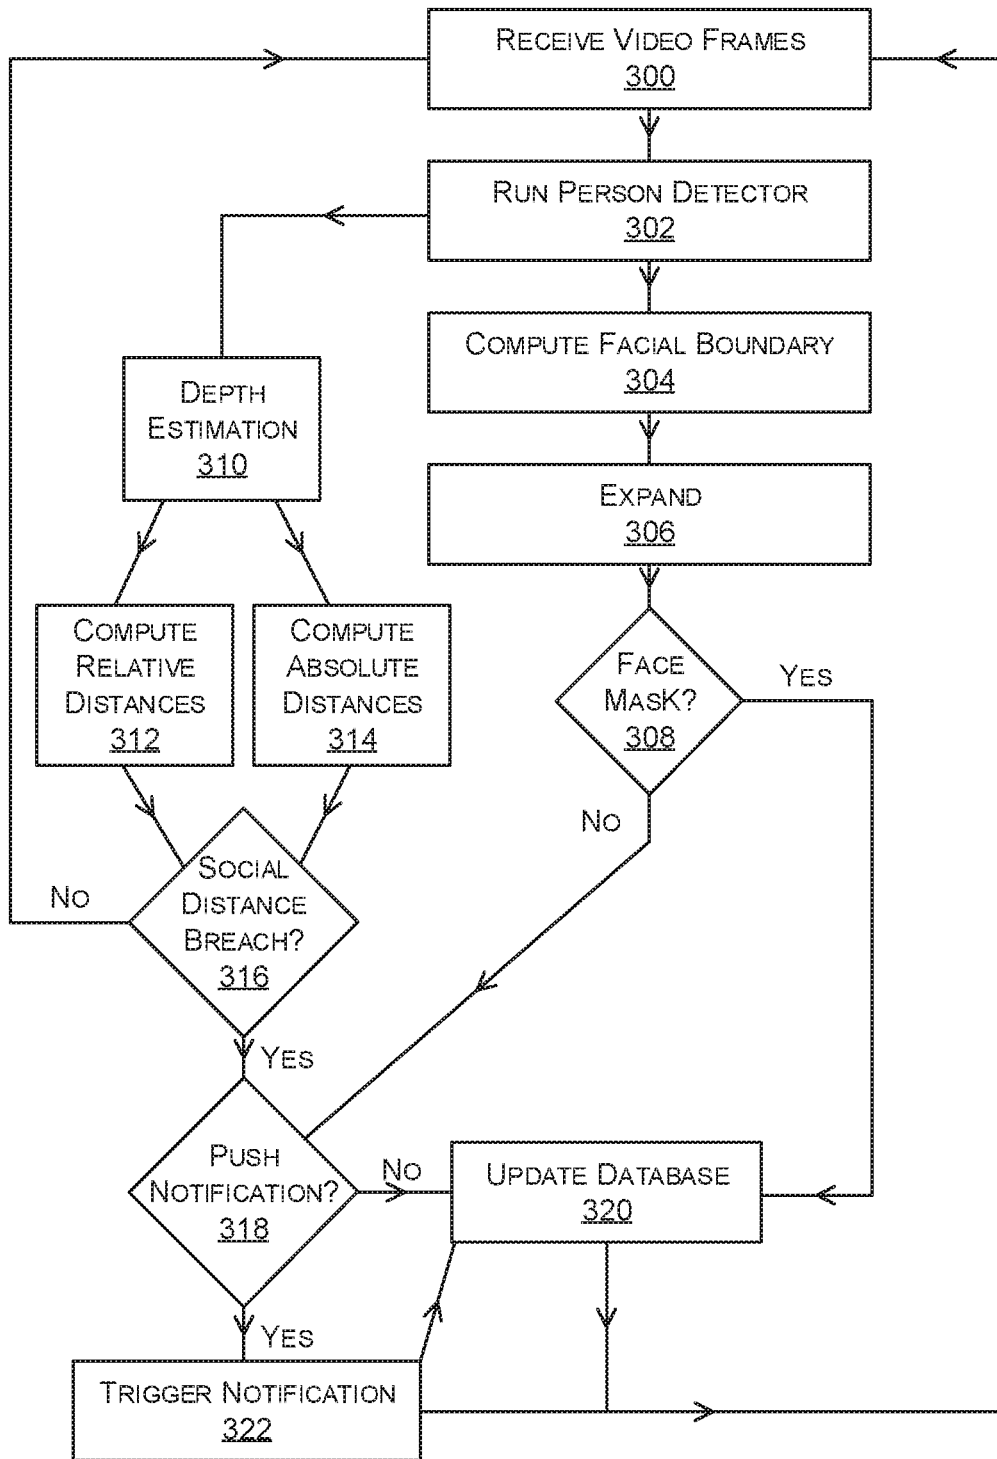 RECEIVE VIDEO FRAMES
300
RUN PERSON DETECTOR
302
COMPUTE FACIAL BOUNDARY
304
DEPTH
ESTIMATION
310
EXPAND
306
COMPUTE
RELATIVE
DISTANCES
312
COMPUTE
ABSOLUTE
DISTANCES
314
FACE
MASK?
308
YES
NO
SOCIAL
DISTANCE
BREACH?
316
NO
YES
PUSH
NOTIFICATION?
318
NO
UPDATE DATABASE
320
YES
TRIGGER NOTIFICATION
322